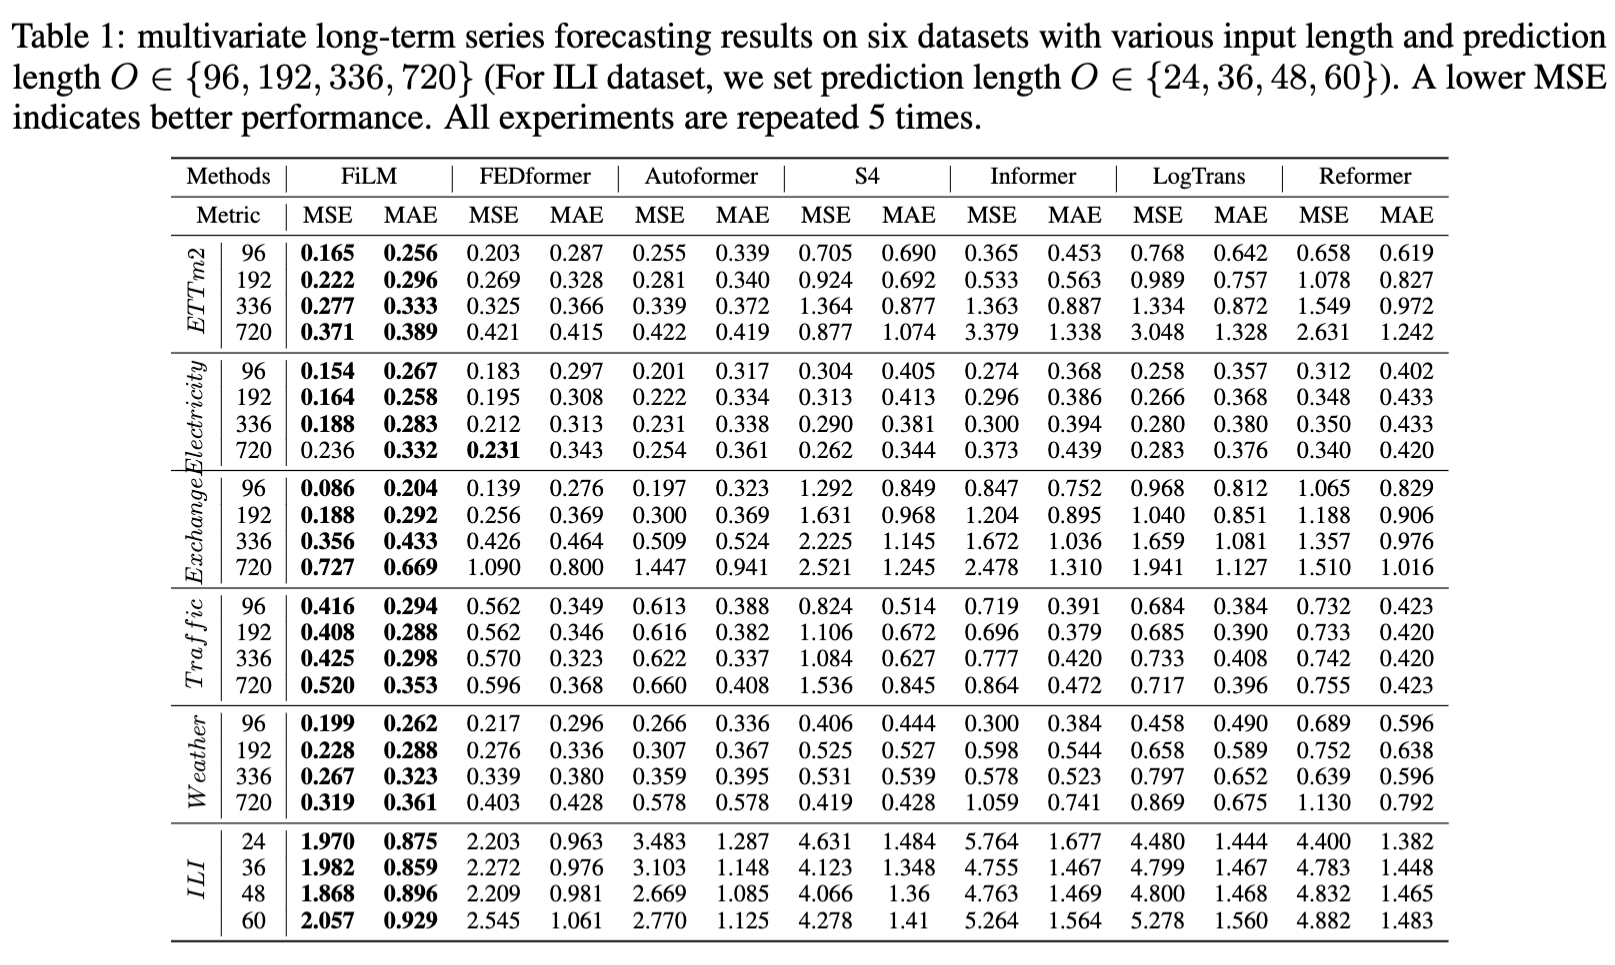 Table 1: multivariate long-term series forecasting results on six datasets with various input length and prediction
length O ∈ {96, 192, 336, 720} (For ILI dataset, we set prediction length O ∈ {24, 36, 48, 60}). A lower MSE
indicates better performance. All experiments are repeated 5 times.
Methods FiLM FEDformer Autoformer S4 Informer LogTrans Reformer
Metric MSE MAE MSE MAE MSE MAE MSE MAE MSE MAE MSE MAE MSE MAE
ETTm2
96 0.165 0.256 0.203 0.287 0.255 0.339 0.705 0.690 0.365 0.453 0.768 0.642 0.658 0.619
192 0.222 0.296 0.269 0.328 0.281 0.340 0.924 0.692 0.533 0.563 0.989 0.757 1.078 0.827
336 0.277 0.333 0.325 0.366 0.339 0.372 1.364 0.877 1.363 0.887 1.334 0.872 1.549 0.972
720 0.371 0.389 0.421 0.415 0.422 0.419 0.877 1.074 3.379 1.338 3.048 1.328 2.631 1.242
Electricity
96 0.154 0.267 0.183 0.297 0.201 0.317 0.304 0.405 0.274 0.368 0.258 0.357 0.312 0.402
192 0.164 0.258 0.195 0.308 0.222 0.334 0.313 0.413 0.296 0.386 0.266 0.368 0.348 0.433
336 0.188 0.283 0.212 0.313 0.231 0.338 0.290 0.381 0.300 0.394 0.280 0.380 0.350 0.433
720 0.236 0.332 0.231 0.343 0.254 0.361 0.262 0.344 0.373 0.439 0.283 0.376 0.340 0.420
Exchange
96 0.086 0.204 0.139 0.276 0.197 0.323 1.292 0.849 0.847 0.752 0.968 0.812 1.065 0.829
192 0.188 0.292 0.256 0.369 0.300 0.369 1.631 0.968 1.204 0.895 1.040 0.851 1.188 0.906
336 0.356 0.433 0.426 0.464 0.509 0.524 2.225 1.145 1.672 1.036 1.659 1.081 1.357 0.976
720 0.727 0.669 1.090 0.800 1.447 0.941 2.521 1.245 2.478 1.310 1.941 1.127 1.510 1.016
Traffic
96 0.416 0.294 0.562 0.349 0.613 0.388 0.824 0.514 0.719 0.391 0.684 0.384 0.732 0.423
192 0.408 0.288 0.562 0.346 0.616 0.382 1.106 0.672 0.696 0.379 0.685 0.390 0.733 0.420
336 0.425 0.298 0.570 0.323 0.622 0.337 1.084 0.627 0.777 0.420 0.733 0.408 0.742 0.420
720 0.520 0.353 0.596 0.368 0.660 0.408 1.536 0.845 0.864 0.472 0.717 0.396 0.755 0.423
Weather
96 0.199 0.262 0.217 0.296 0.266 0.336 0.406 0.444 0.300 0.384 0.458 0.490 0.689 0.596
192 0.228 0.288 0.276 0.336 0.307 0.367 0.525 0.527 0.598 0.544 0.658 0.589 0.752 0.638
336 0.267 0.323 0.339 0.380 0.359 0.395 0.531 0.539 0.578 0.523 0.797 0.652 0.639 0.596
720 0.319 0.361 0.403 0.428 0.578 0.578 0.419 0.428 1.059 0.741 0.869 0.675 1.130 0.792
ILI
24 1.970 0.875 2.203 0.963 3.483 1.287 4.631 1.484 5.764 1.677 4.480 1.444 4.400 1.382
36 1.982 0.859 2.272 0.976 3.103 1.148 4.123 1.348 4.755 1.467 4.799 1.467 4.783 1.448
48 1.868 0.896 2.209 0.981 2.669 1.085 4.066 1.36 4.763 1.469 4.800 1.468 4.832 1.465
60 2.057 0.929 2.545 1.061 2.770 1.125 4.278 1.41 5.264 1.564 5.278 1.560 4.882 1.483